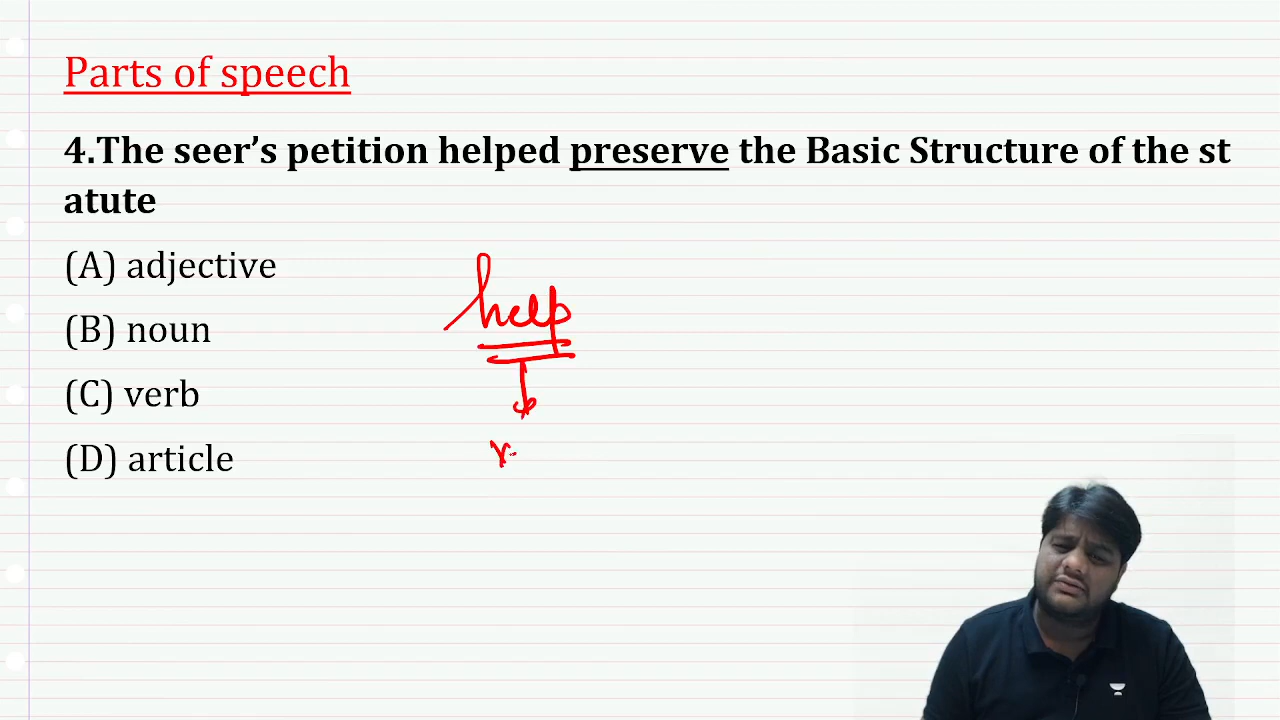 Parts of speech
4.The seer’s petition helped preserve the Basic Structure of the st
atute
(A) adjective
(B) noun
(C) verb
(D) article
help